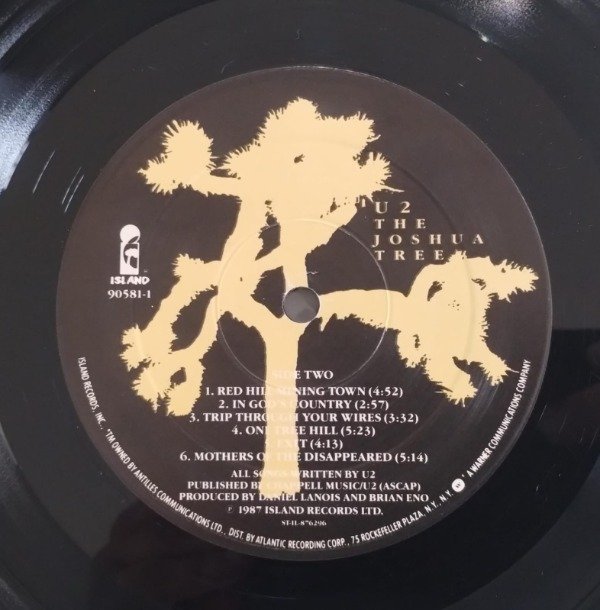 U2
THE
JOSHUA
TREE
ISLAND
90581-1
SIDE TWO
1. RED HILL MINING TOWN (4:52)
2. IN GOD'S COUNTRY (2:57)
3. TRIP THROUGH YOUR WIRES (3:32)
4. ONE TREE HILL (5:23)
5. EXIT (4:13)
6. MOTHERS OF THE DISAPPEARED (5:14)
ALL SONGS WRITTEN BY U2
PUBLISHED BY CHAPPELL MUSIC/U2 (ASCAP)
PRODUCED BY DANIEL LANOIS AND BRIAN ENO
℗ 1987 ISLAND RECORDS LTD.
ST-IL-876296
ISLAND RECORDS, INC., ™ OWNED BY ANTILLES COMMUNICATIONS LTD., DIST. BY ATLANTIC RECORDING CORP., 75 ROCKEFELLER PLAZA, N.Y., N.Y. A WARNER COMMUNICATIONS COMPANY